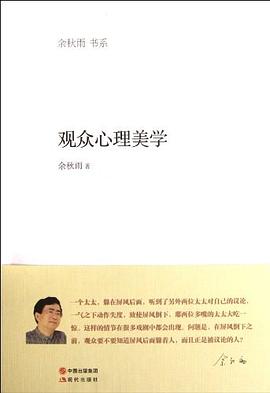 余秋雨 书系
观众心理美学
余秋雨 著
一个太太，躲在屏风后面，听到了另外两位太太对自己的议论，
一气之下动作失度，致使屏风倒下，那两位多嘴的太太大吃一
惊。这样的情节在很多戏剧中都会出现。问题是，在屏风倒下之
前，观众要不要知道屏风后面躲着人，而且正是被议论的人？
余秋雨
中国出版集团
现代出版社